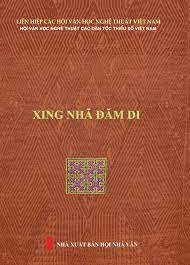 LIÊN HIỆP CÁC HỘI VĂN HỌC NGHỆ THUẬT VIỆT NAM
HỘI VĂN HỌC NGHỆ THUẬT CÁC DÂN TỘC THIỂU SỐ VIỆT NAM
XING NHÃ ĐĂM DI
NHÀ XUẤT BẢN HỘI NHÀ VĂN